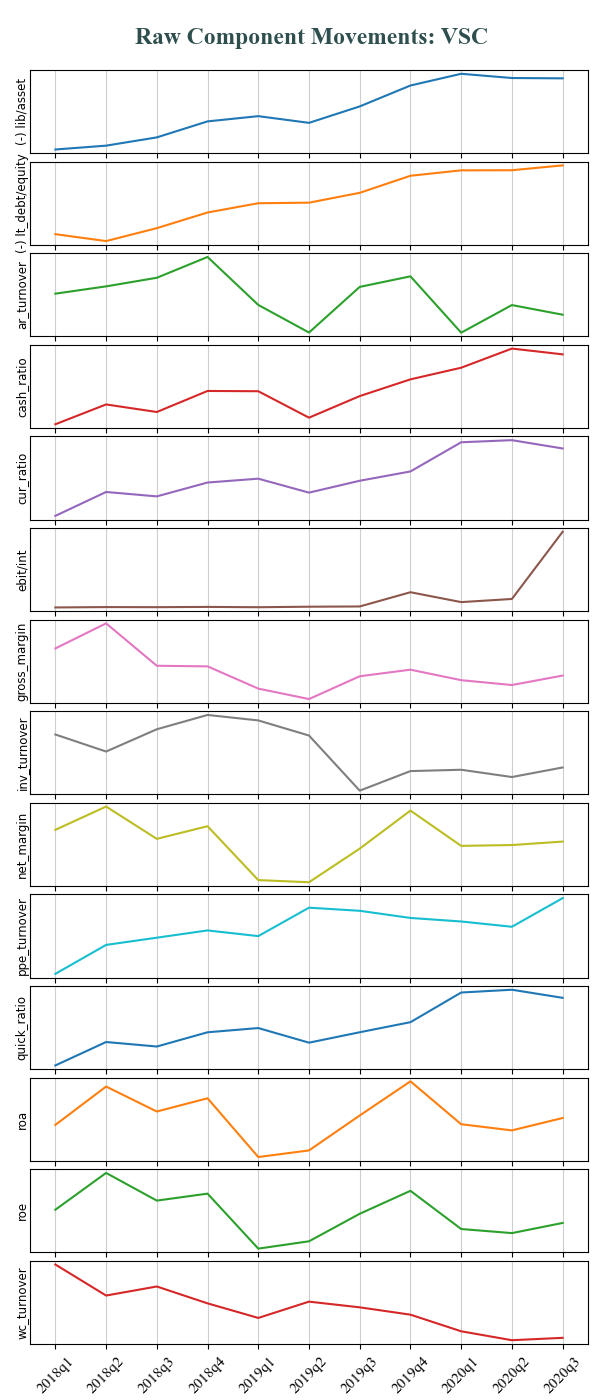 Raw Component Movements: VSC
(-) lib/asset
(-) lt_debt/equity
ar_turnover
cash_ratio
cur_ratio
ebit/int
gross_margin
inv_turnover
net_margin
ppe_turnover
quick_ratio
roa
roe
wc_turnover
2018q1
2018q2
2018q3
2018q4
2019q1
2019q2
2019q3
2019q4
2020q1
2020q2
2020q3